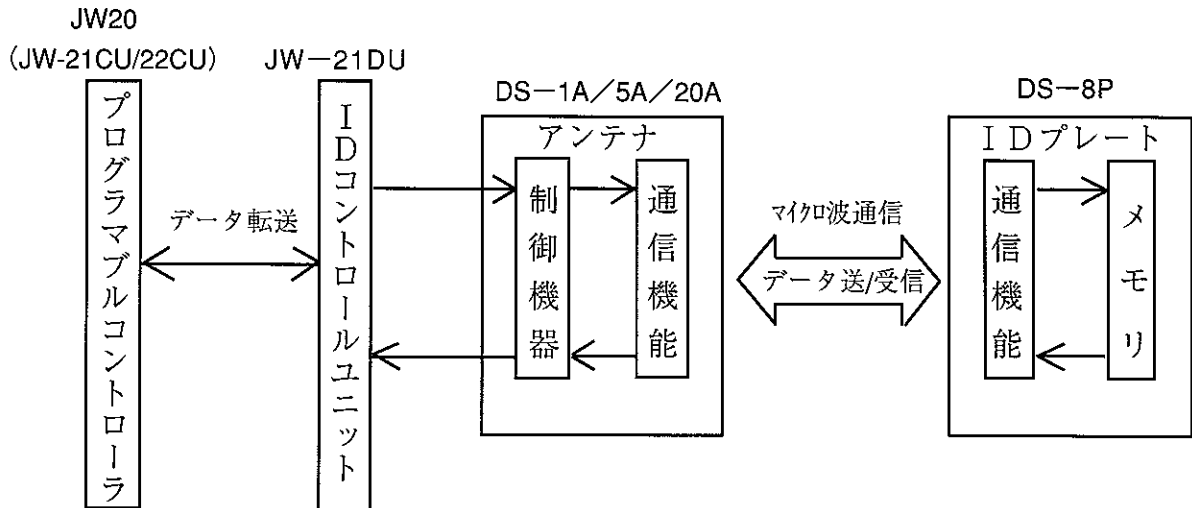 JW20
(JW-21CU/22CU)
プログラマブルコントローラ
データ転送
JW－21DU
IDコントロールユニット
DS－1A／5A／20A
アンテナ
制御機器
通信機能
マイクロ波通信
データ送/受信
DS－8P
IDプレート
通信機能
メモリ